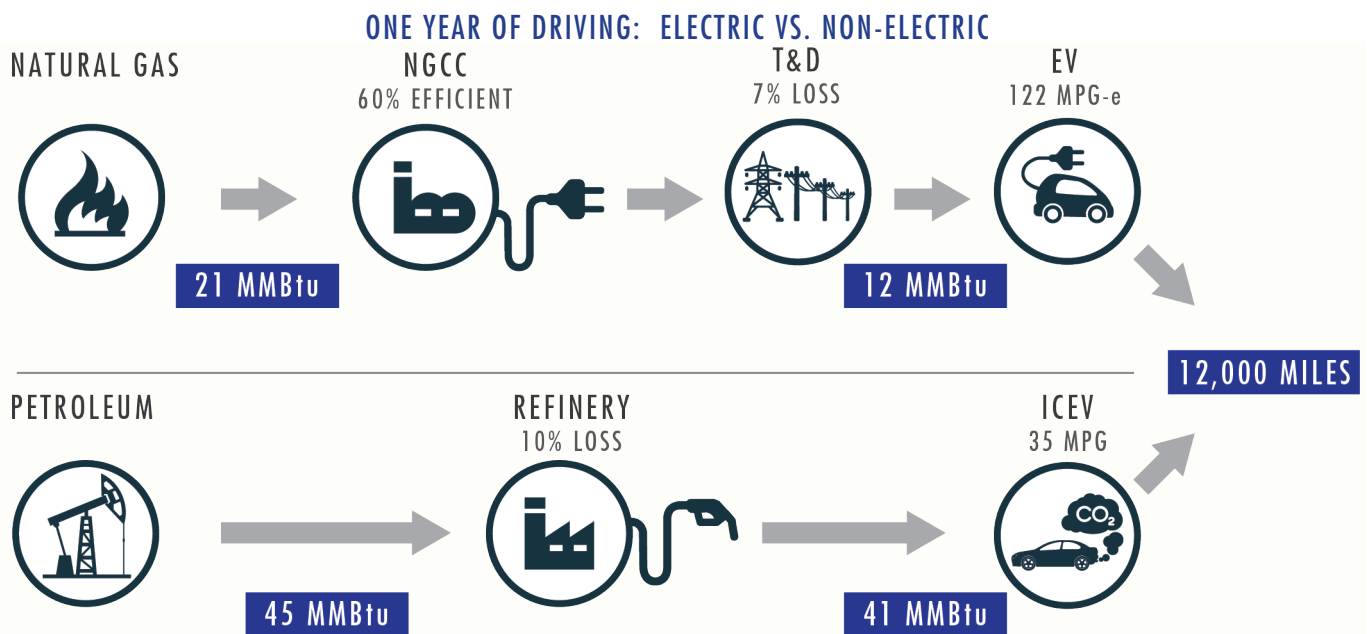 ONE YEAR OF DRIVING: ELECTRIC VS. NON-ELECTRIC
NATURAL GAS
NGCC
60% EFFICIENT
T&D
7% LOSS
EV
122 MPG-e
21 MMBtu
12 MMBtu
12,000 MILES
PETROLEUM
REFINERY
10% LOSS
ICEV
35 MPG
CO₂
45 MMBtu
41 MMBtu